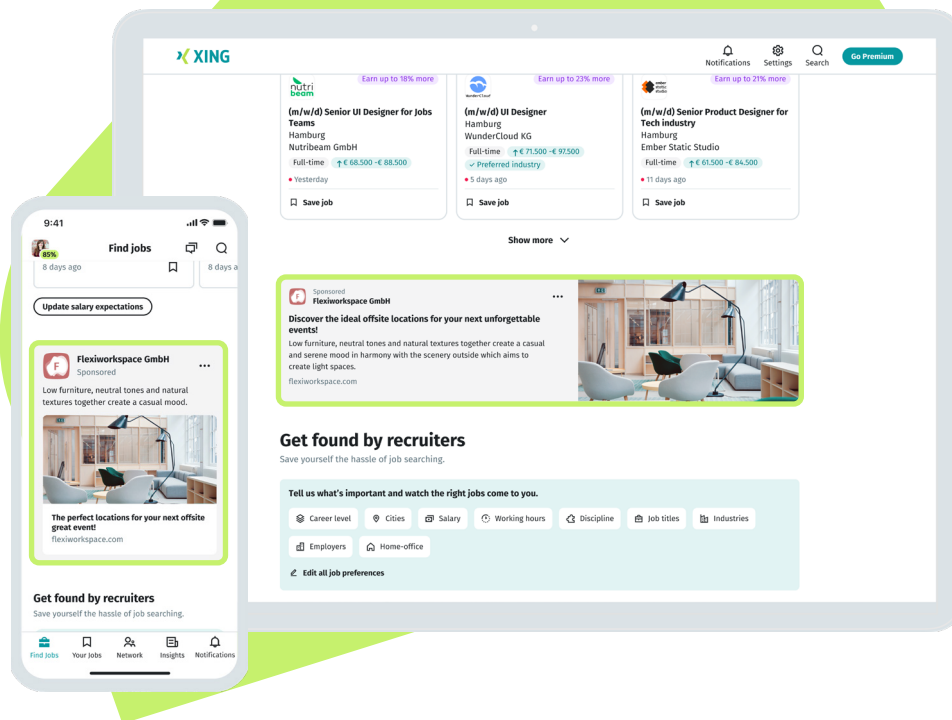 XING
Notifications
Settings
Search
Go Premium
nutri
beam
Earn up to 18% more
(m/w/d) Senior UI Designer for Jobs
Teams
Hamburg
Nutribeam GmbH
Full-time
€ 68.500 -€ 88.500
Yesterday
Save job
WunderCloud
Earn up to 23% more
(m/w/d) UI Designer
Hamburg
WunderCloud KG
Full-time
€ 71.500 -€ 97.500
Preferred industry
5 days ago
Save job
ember
static
studio
Earn up to 21% more
(m/w/d) Senior Product Designer for
Tech industry
Hamburg
Ember Static Studio
Full-time
€ 61.500 -€ 84.500
11 days ago
Save job
Show more
F
Sponsored
Flexiworkspace GmbH
Discover the ideal offsite locations for your next unforgettable
events!
Low furniture, neutral tones and natural textures together create a casual
and serene mood in harmony with the scenery outside which aims to
create light spaces.
flexiworkspace.com
Get found by recruiters
Save yourself the hassle of job searching.
Tell us what's important and watch the right jobs come to you.
Career level
Cities
Salary
Working hours
Discipline
Job titles
Industries
Employers
Home-office
Edit all job preferences
9:41
85%
Find jobs
8 days ago
8 days a
Update salary expectations
F
Flexiworkspace GmbH
Sponsored
Low furniture, neutral tones and natural
textures together create a casual mood.
The perfect locations for your next offsite
great event!
flexiworkspace.com
Get found by recruiters
Save yourself the hassle of job searching.
Find Jobs
Your Jobs
Network
Insights
Notifications